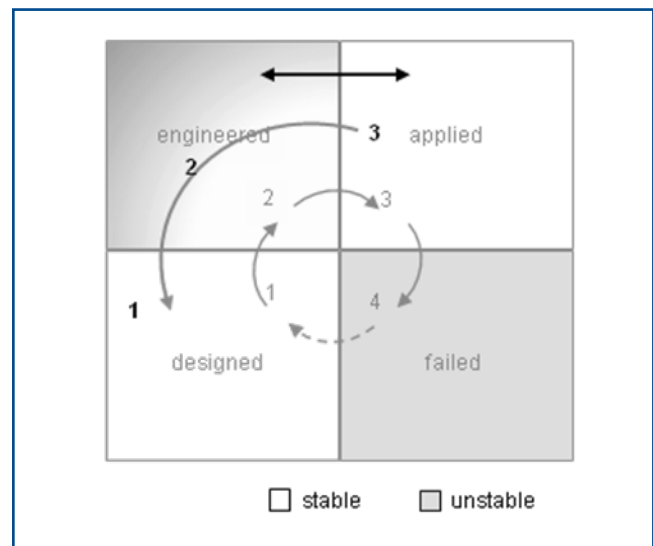 engineered
3 applied
2
2
3
1
1
4
designed
failed
stable
unstable